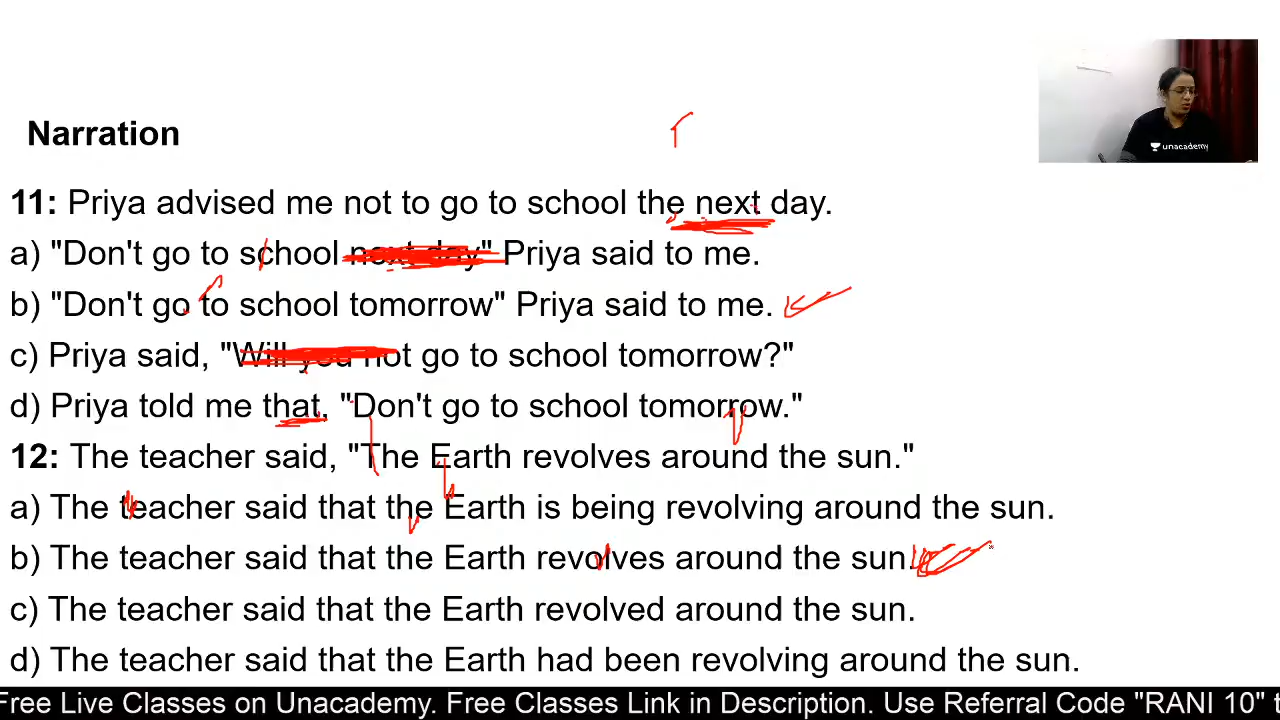 unacademy
Narration
11: Priya advised me not to go to school the next day.
a) "Don't go to school next day" Priya said to me.
b) "Don't go to school tomorrow" Priya said to me.
c) Priya said, "Will you not go to school tomorrow?"
d) Priya told me that, "Don't go to school tomorrow."
12: The teacher said, "The Earth revolves around the sun."
a) The teacher said that the Earth is being revolving around the sun.
b) The teacher said that the Earth revolves around the sun.
c) The teacher said that the Earth revolved around the sun.
d) The teacher said that the Earth had been revolving around the sun.
Free Live Classes on Unacademy. Free Classes Link in Description. Use Referral Code "RANI 10" t